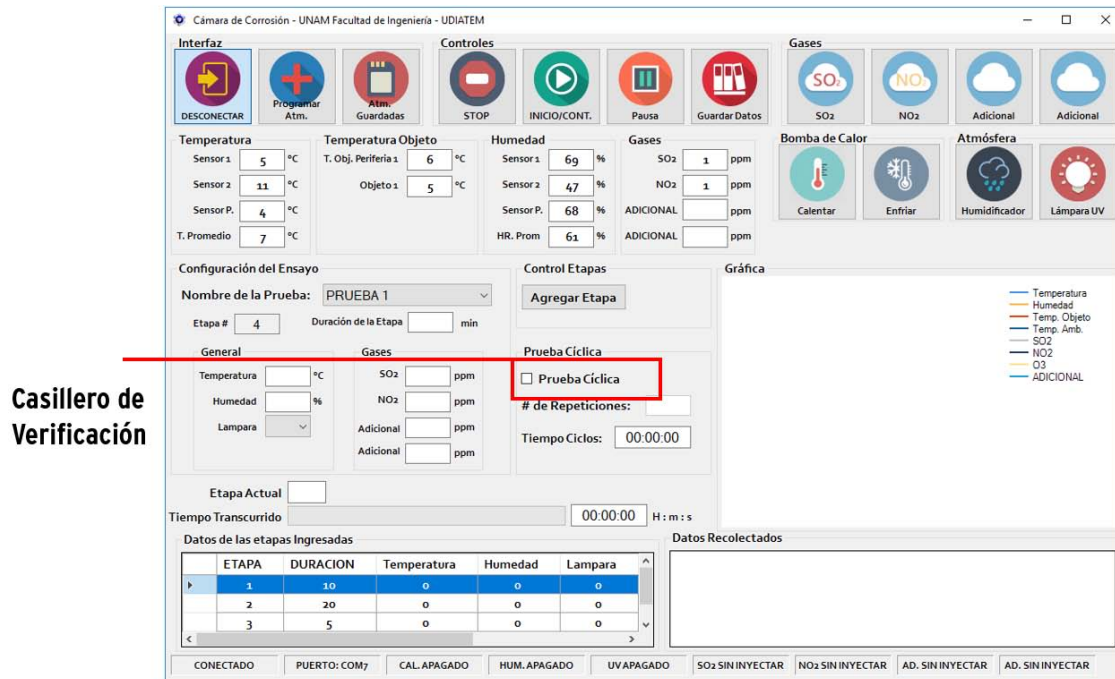 Cámara de Corrosión - UNAM Facultad de Ingeniería - UDIATEM
Interfaz
DESCONECTAR
Programar
Atm.
Atm.
Guardadas
Controles
STOP
INICIO/CONT.
Pausa
Guardar Datos
Gases
SO₂
SO2
NO₂
NO2
Adicional
Adicional
Temperatura
Sensor 1 5 °C
Sensor 2 11 °C
Sensor P. 4 °C
T. Promedio 7 °C
Temperatura Objeto
T. Obj. Periferia 1 6 °C
Objeto 1 5 °C
Humedad
Sensor 1 69 %
Sensor 2 47 %
Sensor P. 68 %
HR. Prom 61 %
Gases
SO2 1 ppm
NO2 1 ppm
ADICIONAL ppm
ADICIONAL ppm
Bomba de Calor
Calentar
Enfriar
Atmósfera
Humidificador
Lámpara UV
Configuración del Ensayo
Nombre de la Prueba: PRUEBA 1
Etapa # 4 Duración de la Etapa min
General
Temperatura °C
Humedad %
Lampara
Gases
SO2 ppm
NO2 ppm
Adicional ppm
Adicional ppm
Control Etapas
Agregar Etapa
Prueba Cíclica
Prueba Cíclica
# de Repeticiones:
Tiempo Ciclos: 00:00:00
Gráfica
Temperatura
Humedad
Temp. Objeto
Temp. Amb.
SO2
NO2
O3
ADICIONAL
Casillero de
Verificación
Etapa Actual
Tiempo Transcurrido 00:00:00 H : m : s
Datos de las etapas Ingresadas
ETAPA DURACION Temperatura Humedad Lampara
1 10 0 0 0
2 20 0 0 0
3 5 0 0 0
Datos Recolectados
CONECTADO PUERTO: COM7 CAL. APAGADO HUM. APAGADO UV APAGADO SO2 SIN INYECTAR NO2 SIN INYECTAR AD. SIN INYECTAR AD. SIN INYECTAR